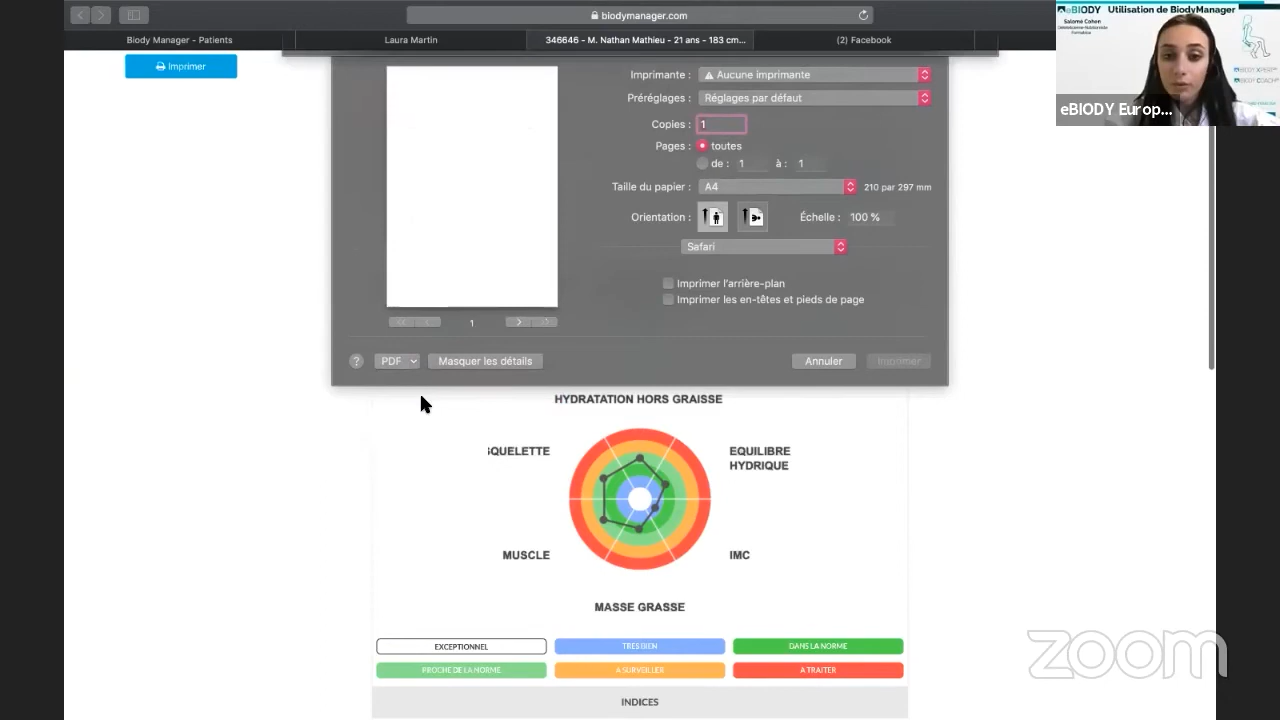 biodymanager.com
Biody Manager - Patients
Laura Martin
346646 - M. Nathan Mathieu - 21 ans - 183 cm...
(2) Facebook
eBIODY
Utilisation de BiodyManager
Salomé Cohen
eBIODY Europ...
Imprimer
Imprimante :
Aucune imprimante
Préréglages :
Réglages par défaut
Copies :
1
Pages :
toutes
de :
1
à :
1
Taille du papier :
A4
210 par 297 mm
Orientation :
Échelle :
100 %
Safari
Imprimer l'arrière-plan
Imprimer les en-têtes et pieds de page
1
?
PDF
Masquer les détails
Annuler
Imprimer
HYDRATATION HORS GRAISSE
SQUELETTE
EQUILIBRE
HYDRIQUE
MUSCLE
IMC
MASSE GRASSE
EXCEPTIONNEL
TRES BIEN
DANS LA NORME
PROCHE DE LA NORME
A SURVEILLER
A TRAITER
INDICES
zoom